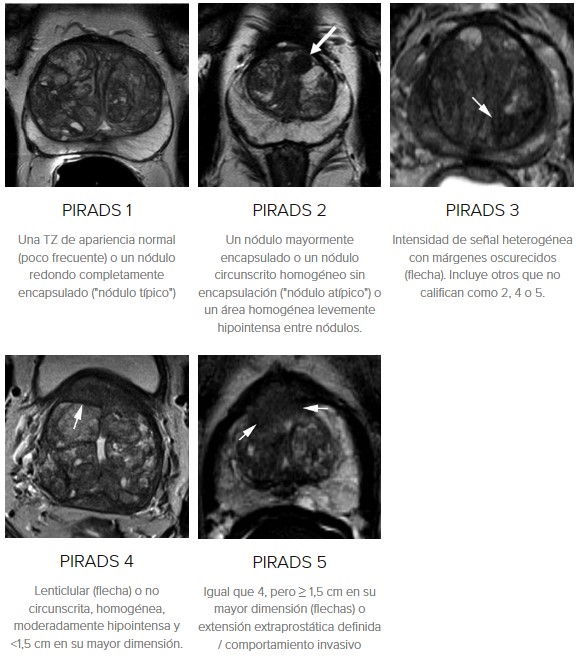 PIRADS 1
Una TZ de apariencia normal
(poco frecuente) o un nódulo
redondo completamente
encapsulado ("nódulo típico")
PIRADS 2
Un nódulo mayormente
encapsulado o un nódulo
circunscrito homogéneo sin
encapsulación ("nódulo atípico") o
un área homogénea levemente
hipointensa entre nódulos.
PIRADS 3
Intensidad de señal heterogénea
con márgenes oscurecidos
(flecha). Incluye otros que no
califican como 2, 4 o 5.
PIRADS 4
Lenticlular (flecha) o no
circunscrita, homogénea,
moderadamente hipointensa y
<1,5 cm en su mayor dimensión.
PIRADS 5
Igual que 4, pero ≥ 1,5 cm en su
mayor dimensión (flechas) o
extensión extraprostática definida
/ comportamiento invasivo